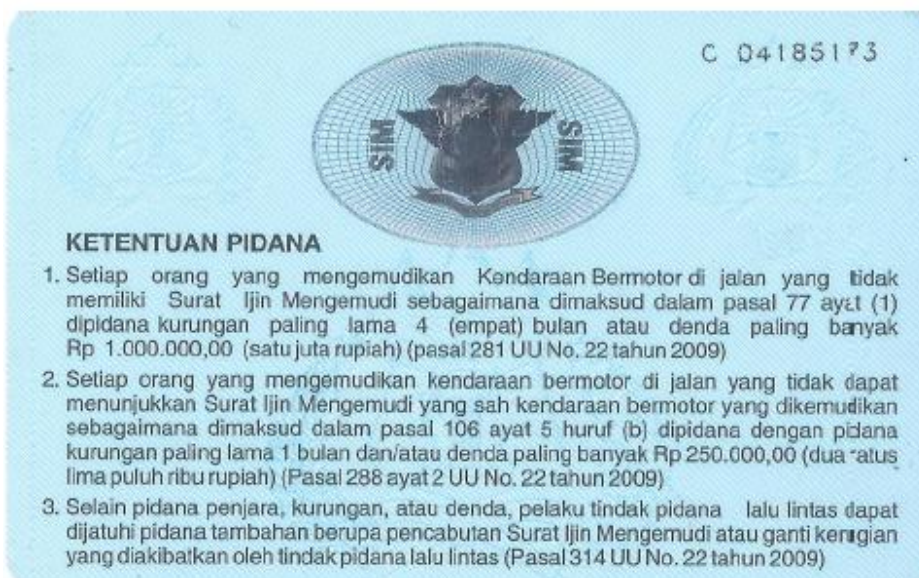 C 04185173
SIM SIM
KETENTUAN PIDANA
1. Setiap orang yang mengemudikan Kendaraan Bermotor di jalan yang tidak
memiliki Surat Ijin Mengemudi sebagaimana dimaksud dalam pasal 77 ayat (1)
dipidana kurungan paling lama 4 (empat) bulan atau denda paling banyak
Rp 1.000.000,00 (satu juta rupiah) (pasal 281 UU No. 22 tahun 2009)
2. Setiap orang yang mengemudikan kendaraan bermotor di jalan yang tidak dapat
menunjukkan Surat Ijin Mengemudi yang sah kendaraan bermotor yang dikemudikan
sebagaimana dimaksud dalam pasal 106 ayat 5 huruf (b) dipidana dengan pidana
kurungan paling lama 1 bulan dan/atau denda paling banyak Rp 250.000,00 (dua ratus
lima puluh ribu rupiah) (Pasal 288 ayat 2 UU No. 22 tahun 2009)
3. Selain pidana penjara, kurungan, atau denda, pelaku tindak pidana lalu lintas dapat
dijatuhi pidana tambahan berupa pencabutan Surat Ijin Mengemudi atau ganti kerugian
yang diakibatkan oleh tindak pidana lalu lintas (Pasal 314 UU No. 22 tahun 2009)